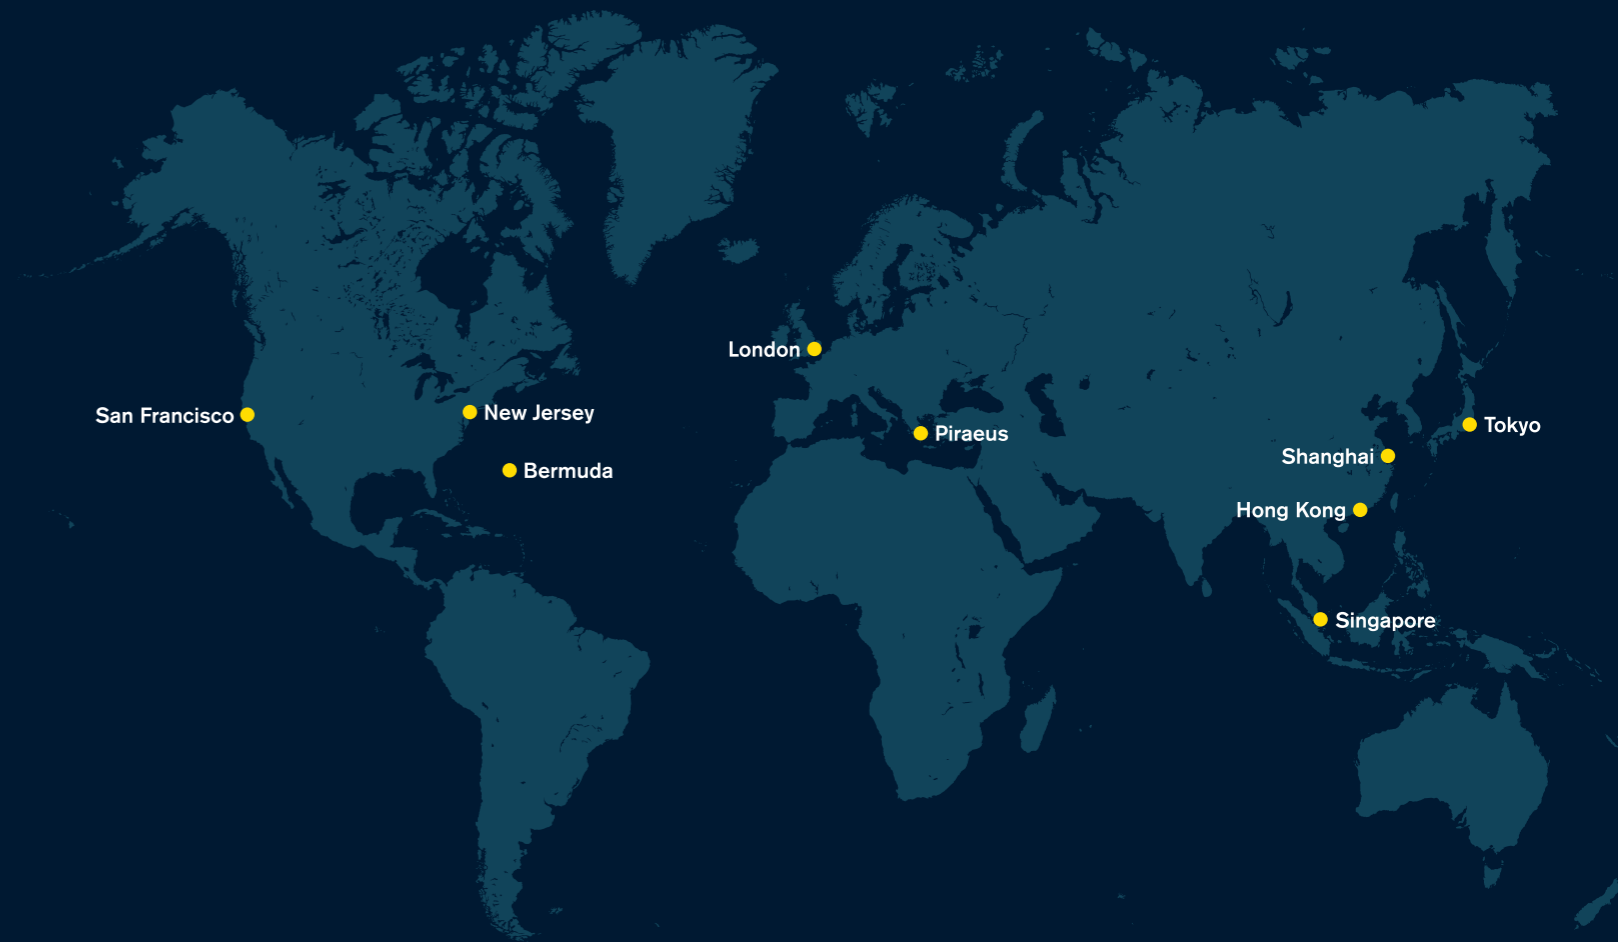 London
San Francisco
New Jersey
Tokyo
Piraeus
Shanghai
Bermuda
Hong Kong
Singapore